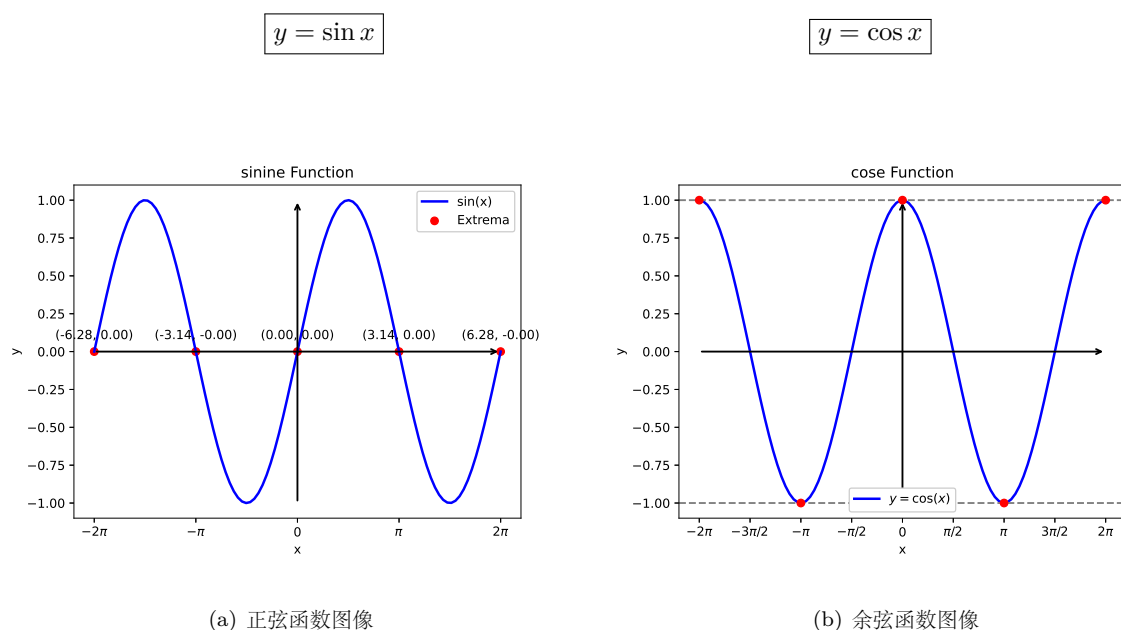 y = sin x
y = cos x
sinine Function
sin(x)
Extrema
1.00
0.75
0.50
0.25
0.00
−0.25
−0.50
−0.75
−1.00
y
(-6.28, 0.00) (-3.14, -0.00) (0.00, 0.00) (3.14, 0.00) (6.28, -0.00)
−2π −π 0 π 2π
x
(a) 正弦函数图像
cose Function
1.00
0.75
0.50
0.25
0.00
−0.25
−0.50
−0.75
−1.00
y
y = cos(x)
−2π −3π/2 −π −π/2 0 π/2 π 3π/2 2π
x
(b) 余弦函数图像